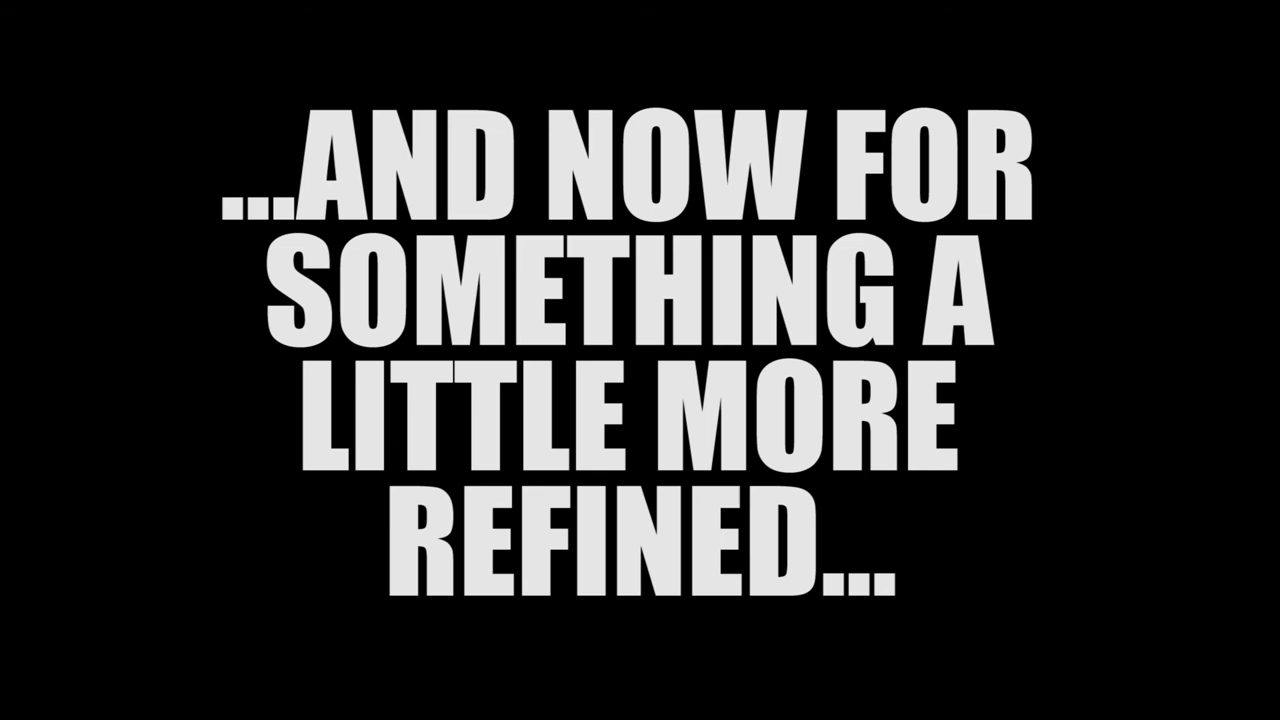 ...AND NOW FOR
SOMETHING A
LITTLE MORE
REFINED...